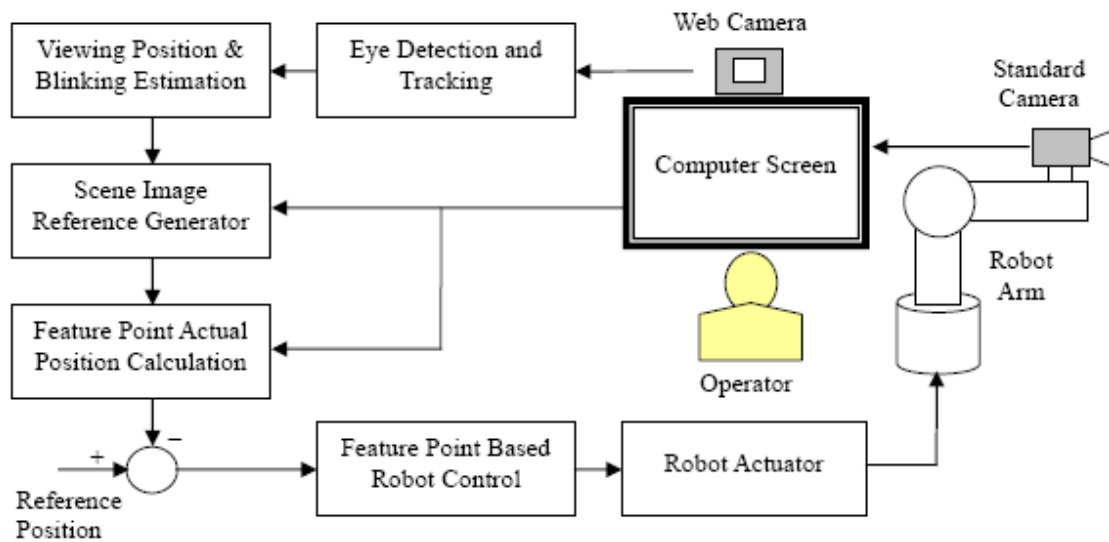 Viewing Position &
Blinking Estimation
Eye Detection and
Tracking
Web Camera
Standard
Camera
Computer Screen
Scene Image
Reference Generator
Robot
Arm
Feature Point Actual
Position Calculation
Operator
−
+
Reference
Position
Feature Point Based
Robot Control
Robot Actuator